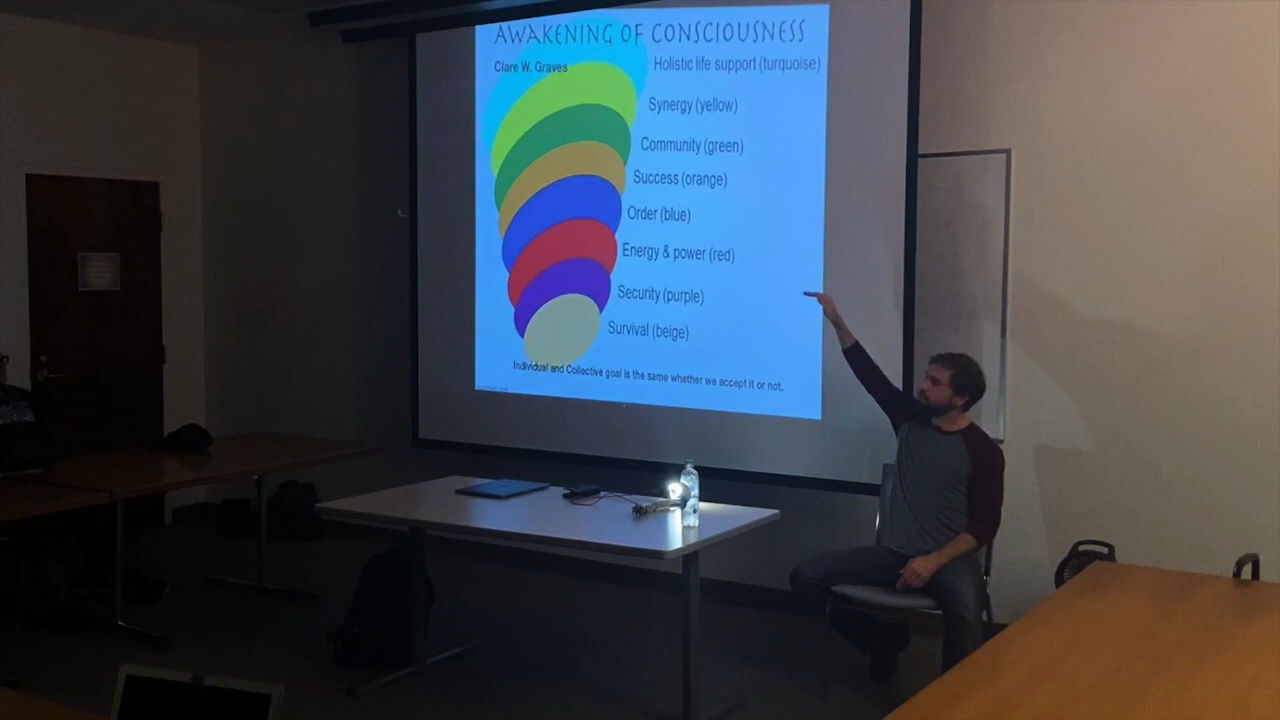 AWAKENING OF CONSCIOUSNESS
Clare W. Graves
Holistic life support (turquoise)
Synergy (yellow)
Community (green)
Success (orange)
Order (blue)
Energy & power (red)
Security (purple)
Survival (beige)
Individual and Collective goal is the same whether we accept it or not.